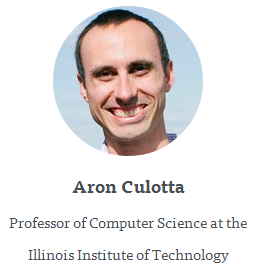 Aron Culotta
Professor of Computer Science at the
Illinois Institute of Technology